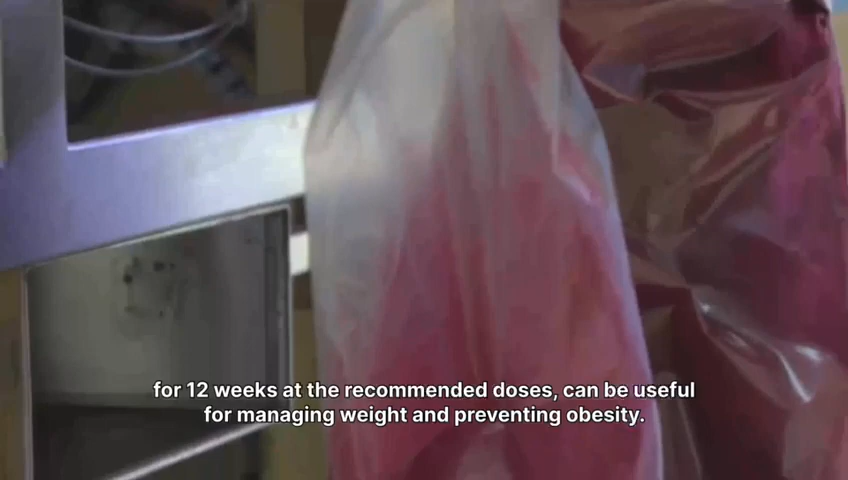 for 12 weeks at the recommended doses, can be useful
for managing weight and preventing obesity.